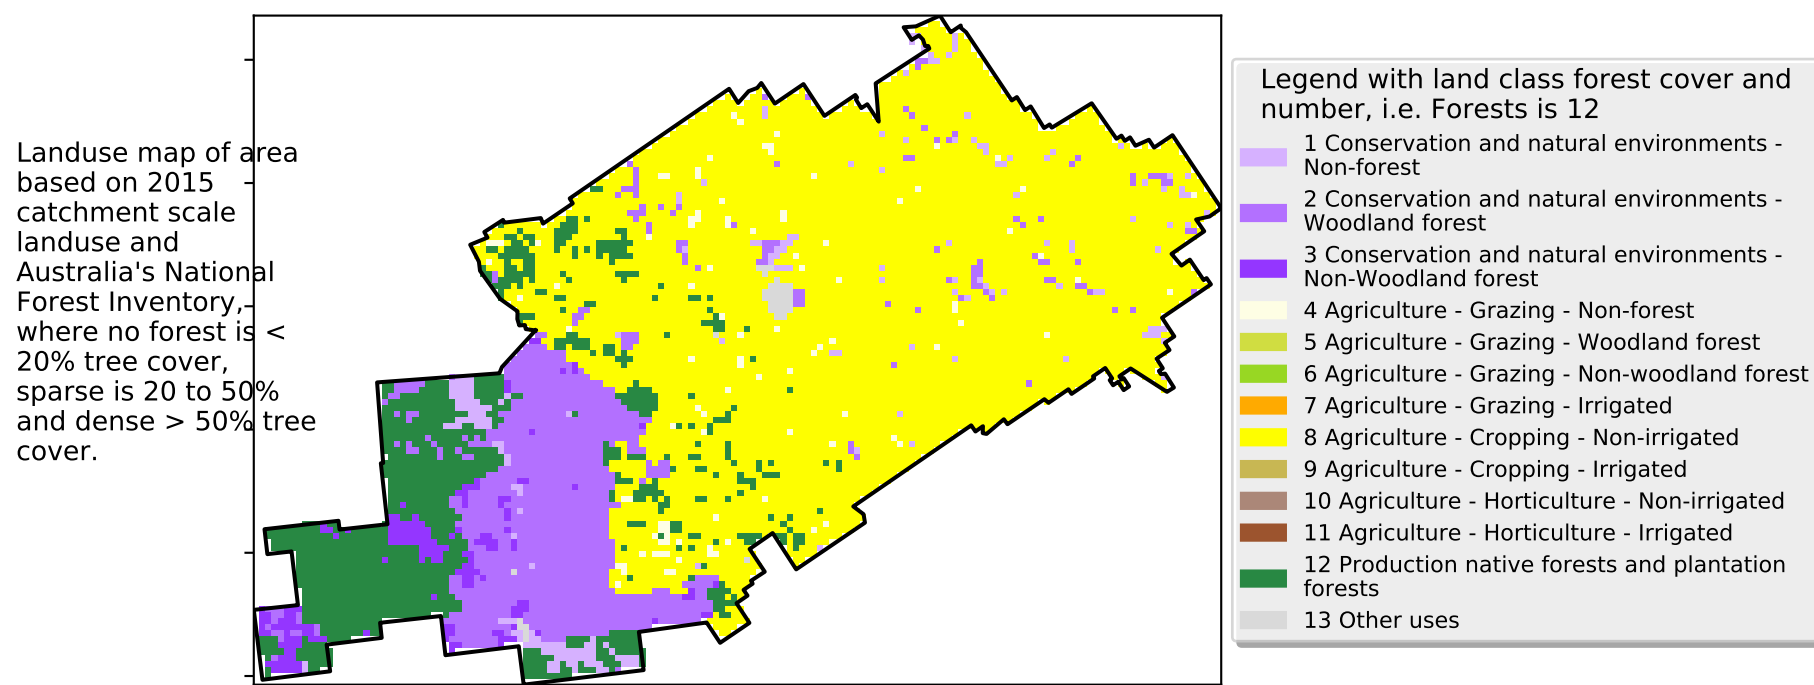 Landuse map of area
based on 2015
catchment scale
landuse and
Australia's National
Forest Inventory,
where no forest is <
20% tree cover,
sparse is 20 to 50%
and dense > 50% tree
cover.
Legend with land class forest cover and
number, i.e. Forests is 12
1 Conservation and natural environments -
Non-forest
2 Conservation and natural environments -
Woodland forest
3 Conservation and natural environments -
Non-Woodland forest
4 Agriculture - Grazing - Non-forest
5 Agriculture - Grazing - Woodland forest
6 Agriculture - Grazing - Non-woodland forest
7 Agriculture - Grazing - Irrigated
8 Agriculture - Cropping - Non-irrigated
9 Agriculture - Cropping - Irrigated
10 Agriculture - Horticulture - Non-irrigated
11 Agriculture - Horticulture - Irrigated
12 Production native forests and plantation
forests
13 Other uses